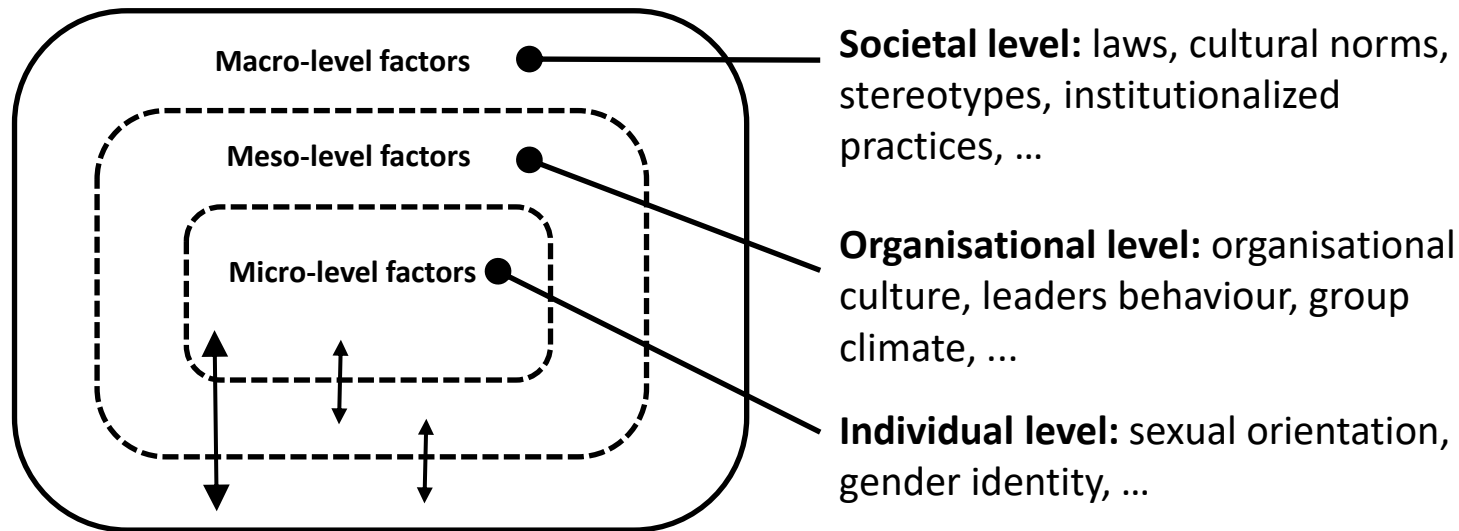 Macro-level factors
Meso-level factors
Micro-level factors
Societal level: laws, cultural norms,
stereotypes, institutionalized
practices, …
Organisational level: organisational
culture, leaders behaviour, group
climate, ...
Individual level: sexual orientation,
gender identity, …